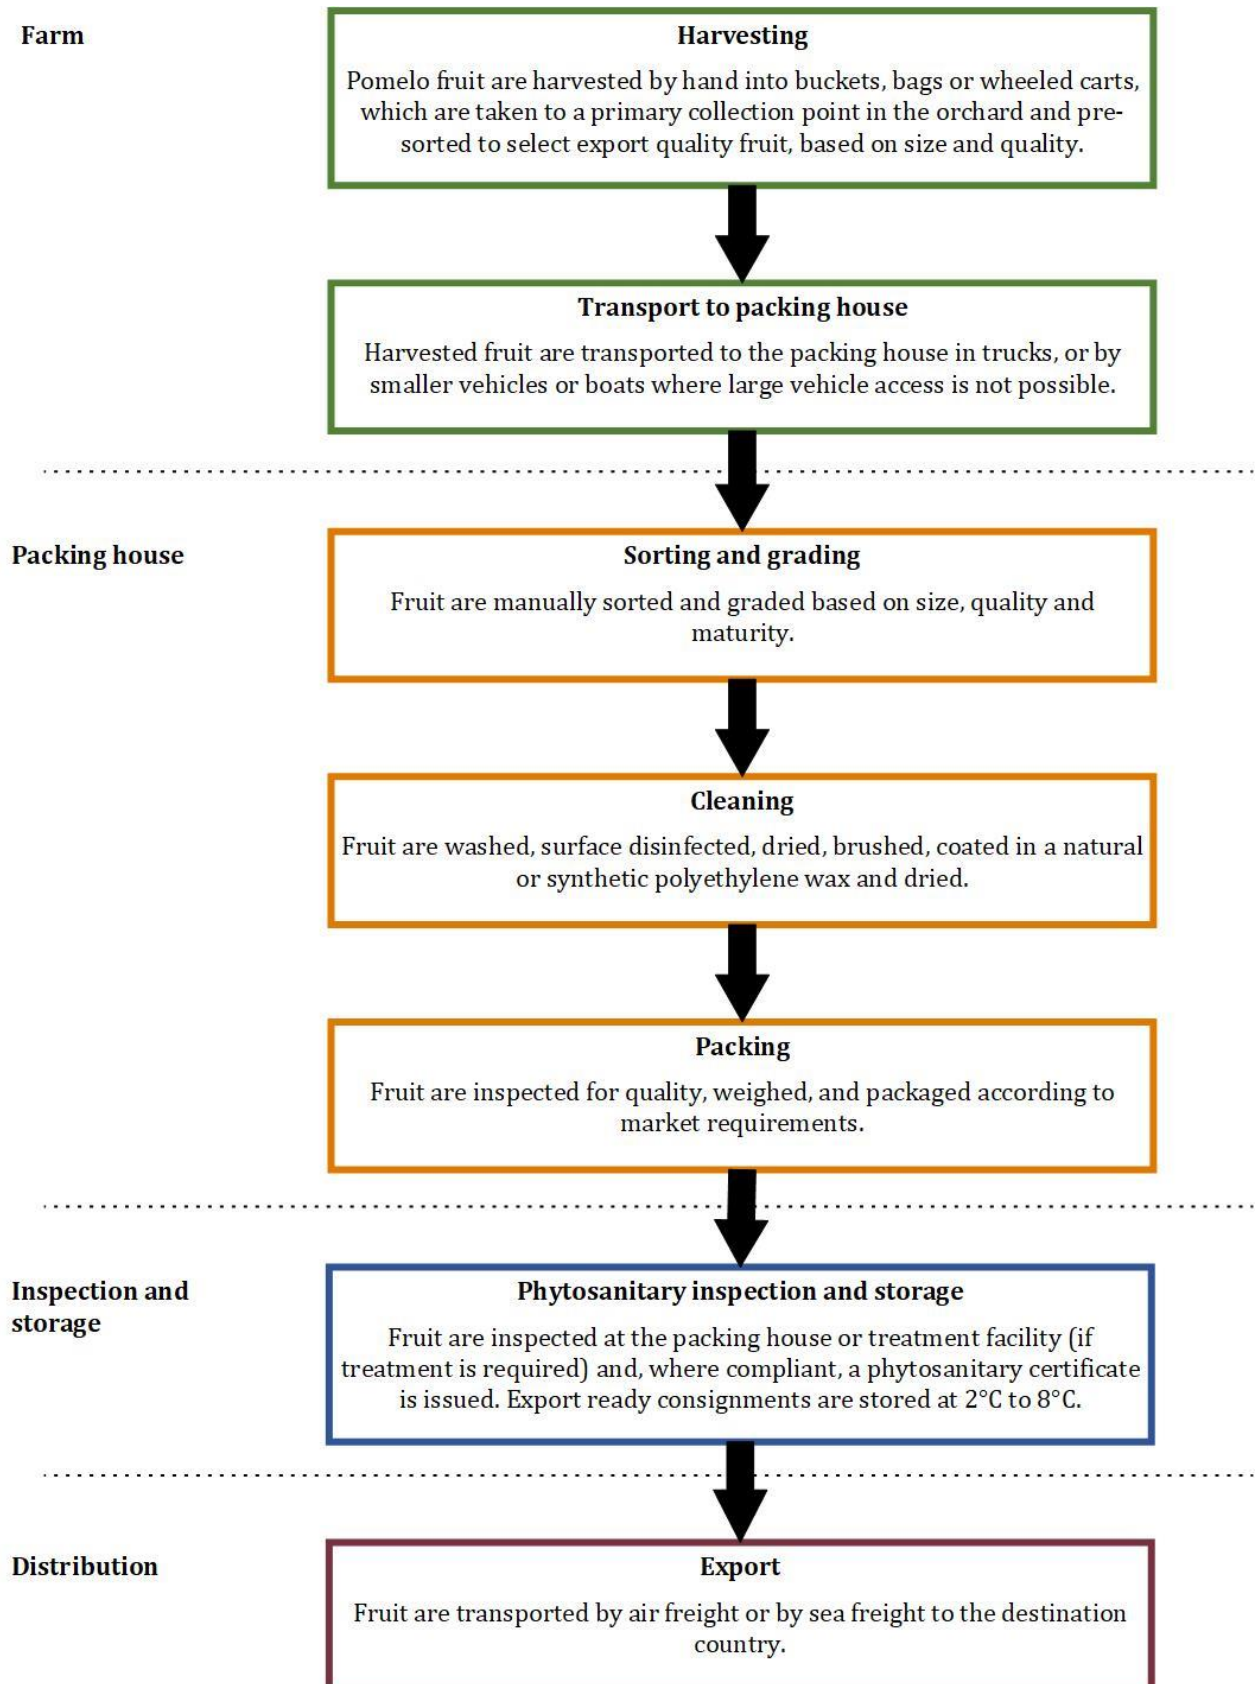 Farm
Harvesting
Pomelo fruit are harvested by hand into buckets, bags or wheeled carts,
which are taken to a primary collection point in the orchard and pre-
sorted to select export quality fruit, based on size and quality.
Transport to packing house
Harvested fruit are transported to the packing house in trucks, or by
smaller vehicles or boats where large vehicle access is not possible.
Packing house
Sorting and grading
Fruit are manually sorted and graded based on size, quality and
maturity.
Cleaning
Fruit are washed, surface disinfected, dried, brushed, coated in a natural
or synthetic polyethylene wax and dried.
Packing
Fruit are inspected for quality, weighed, and packaged according to
market requirements.
Inspection and
storage
Phytosanitary inspection and storage
Fruit are inspected at the packing house or treatment facility (if
treatment is required) and, where compliant, a phytosanitary certificate
is issued. Export ready consignments are stored at 2°C to 8°C.
Distribution
Export
Fruit are transported by air freight or by sea freight to the destination
country.